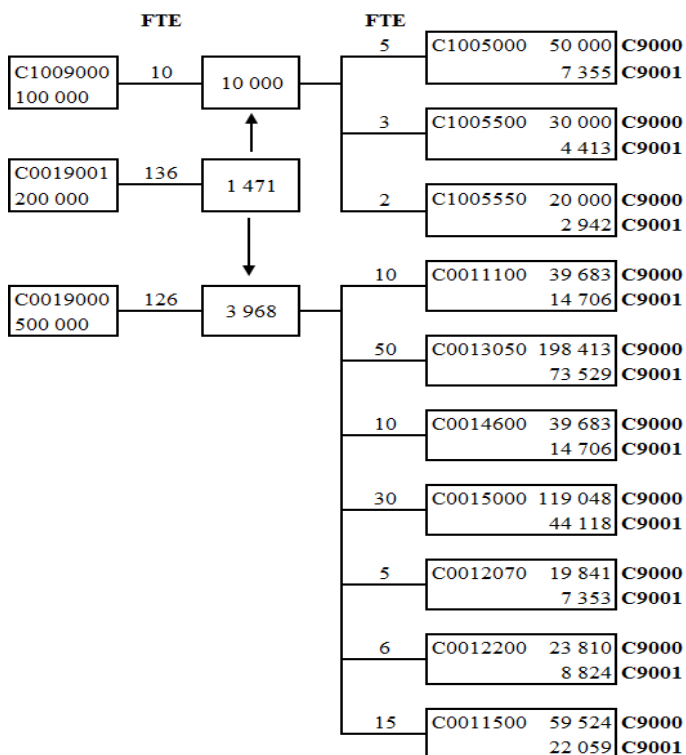 FTE FTE
5 C1005000 50 000 C9000
7 355 C9001
C1009000 10 10 000
100 000
3 C1005500 30 000 C9000
4 413 C9001
C0019001 136 1 471
200 000
2 C1005550 20 000 C9000
2 942 C9001
10 C0011100 39 683 C9000
14 706 C9001
C0019000 126 3 968
500 000
50 C0013050 198 413 C9000
73 529 C9001
10 C0014600 39 683 C9000
14 706 C9001
30 C0015000 119 048 C9000
44 118 C9001
5 C0012070 19 841 C9000
7 353 C9001
6 C0012200 23 810 C9000
8 824 C9001
15 C0011500 59 524 C9000
22 059 C9001